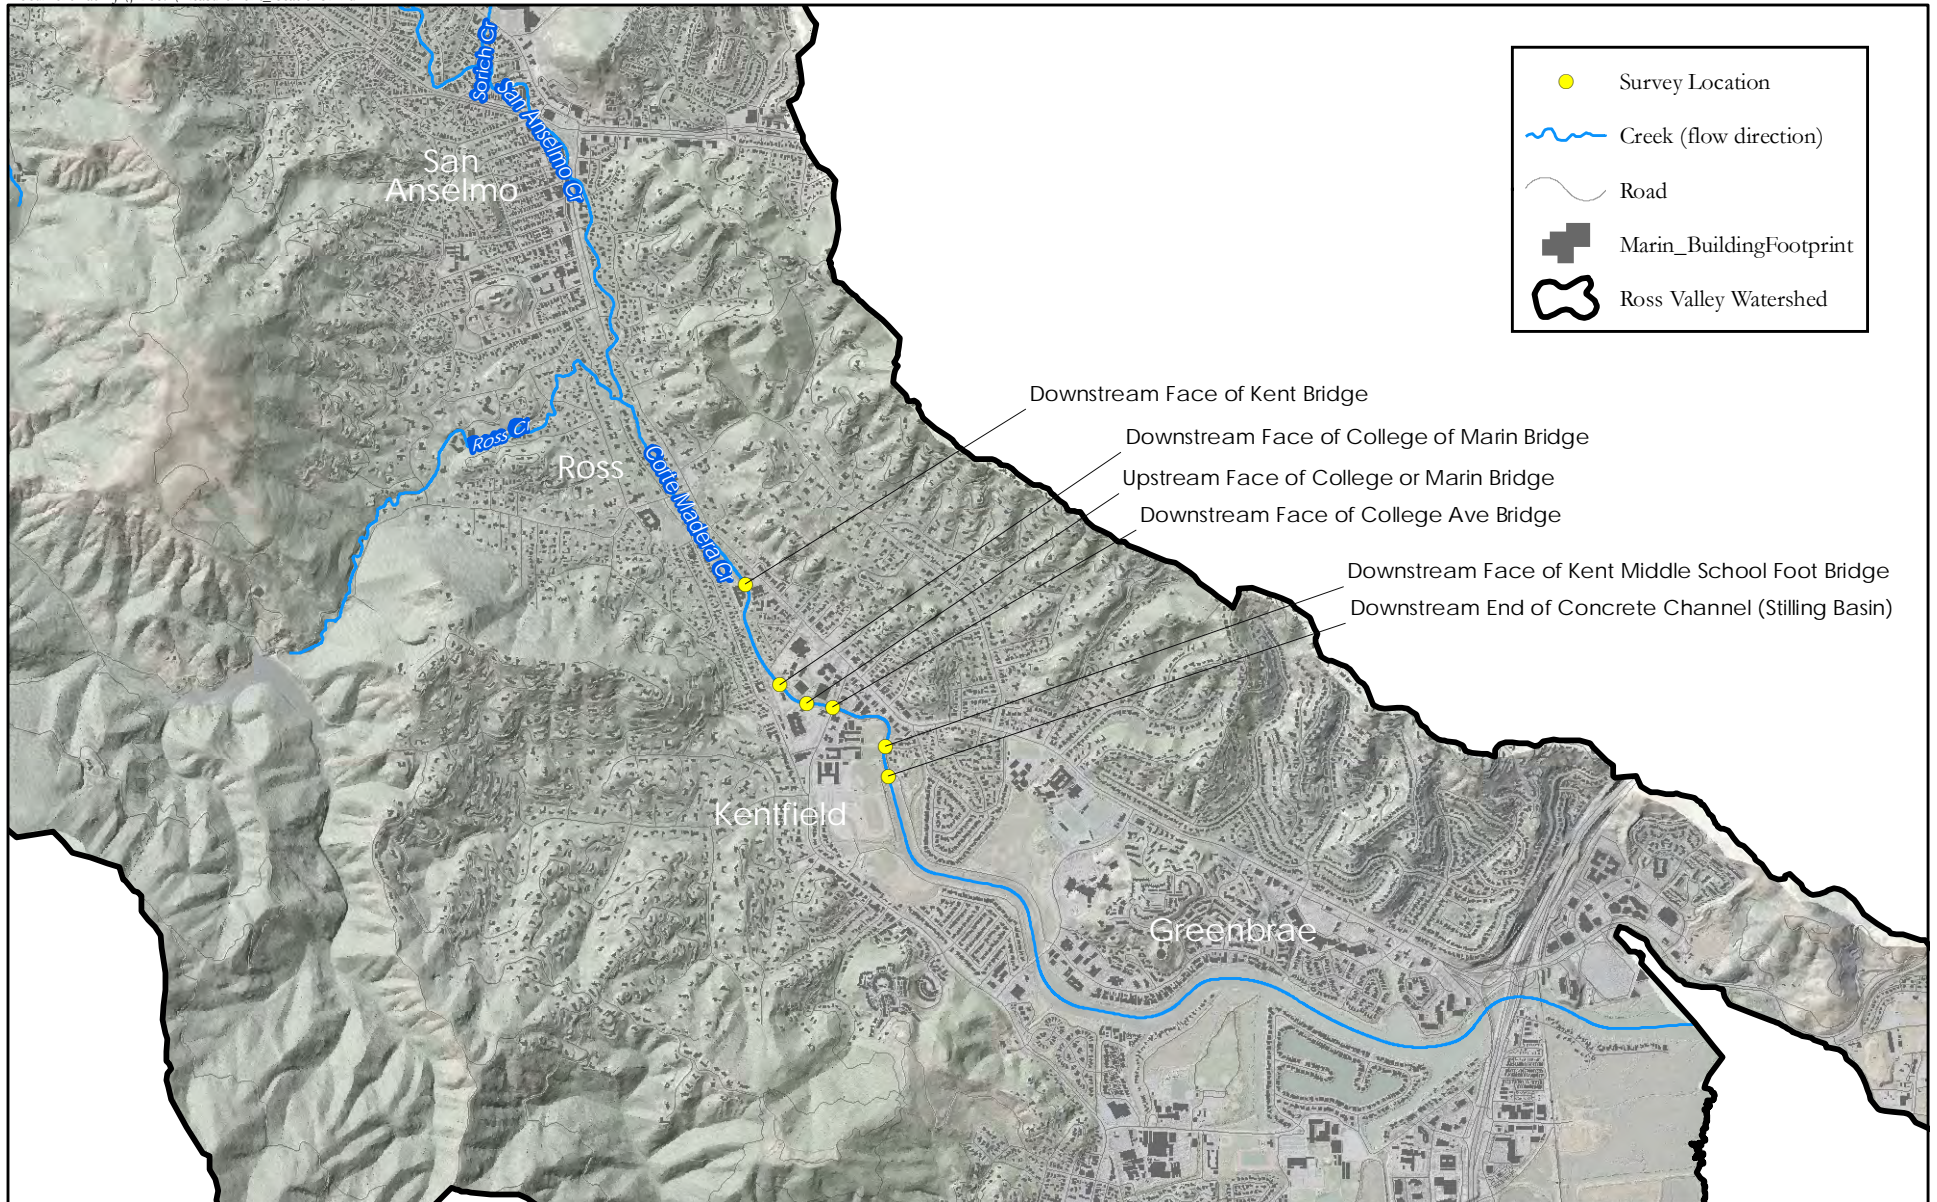 Sorich Cr
San Anselmo Cr
San
Anselmo
Survey Location
Creek (flow direction)
Road
Marin_BuildingFootprint
Ross Valley Watershed
Downstream Face of Kent Bridge
Downstream Face of College of Marin Bridge
Upstream Face of College or Marin Bridge
Downstream Face of College Ave Bridge
Downstream Face of Kent Middle School Foot Bridge
Downstream End of Concrete Channel (Stilling Basin)
Ross Cr
Ross
Corte Madera Cr
Kentfield
Greenbrae